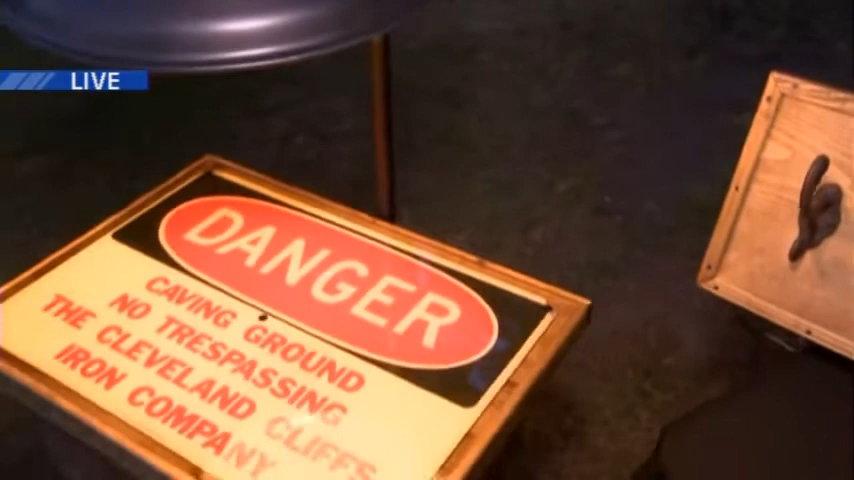 LIVE
DANGER
CAVING GROUND
NO TRESPASSING
THE CLEVELAND CLIFFS
IRON COMPANY